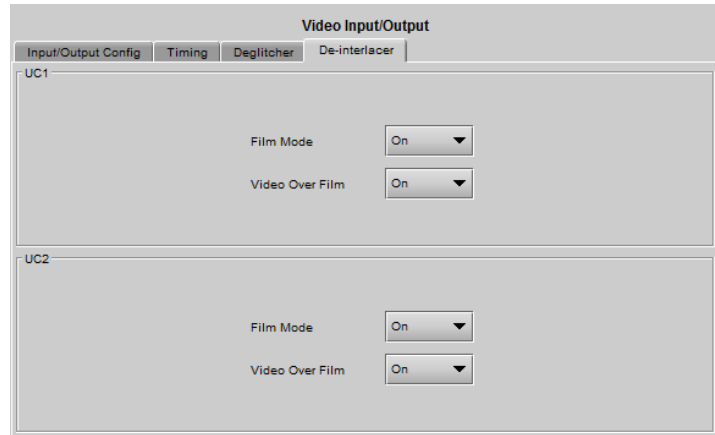 Video Input/Output
Input/Output Config Timing Deglitcher De-interlacer
UC1
Film Mode On
Video Over Film On
UC2
Film Mode On
Video Over Film On